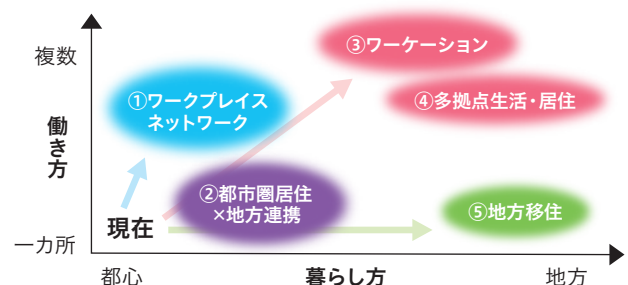 複数
③ワーケーション
①ワークプレイス
ネットワーク
④多拠点生活・居住
働き方
②都市圏居住
×地方連携
⑤地方移住
現在
一カ所
都心
暮らし方
地方